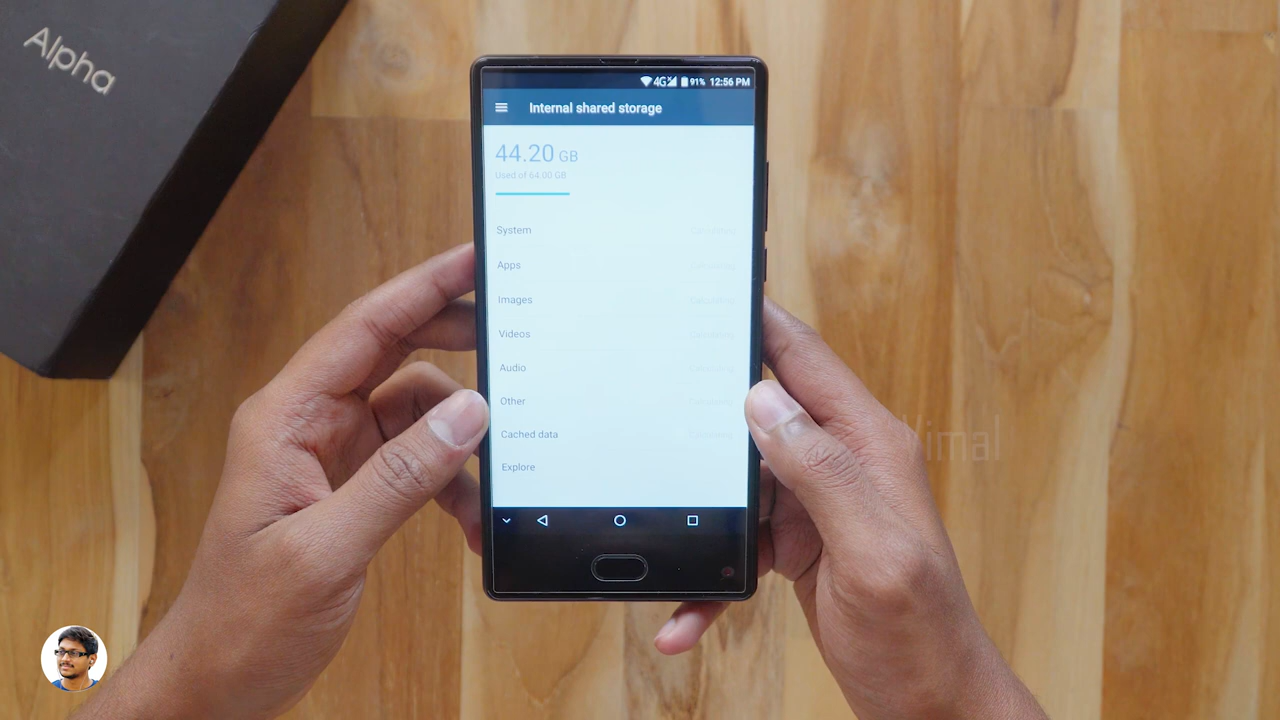 Alpha
4G 91% 12:56 PM
Internal shared storage
44.20 GB
Used of 64.00 GB
System
Apps
Images
Videos
Audio
Other
Cached data
Explore